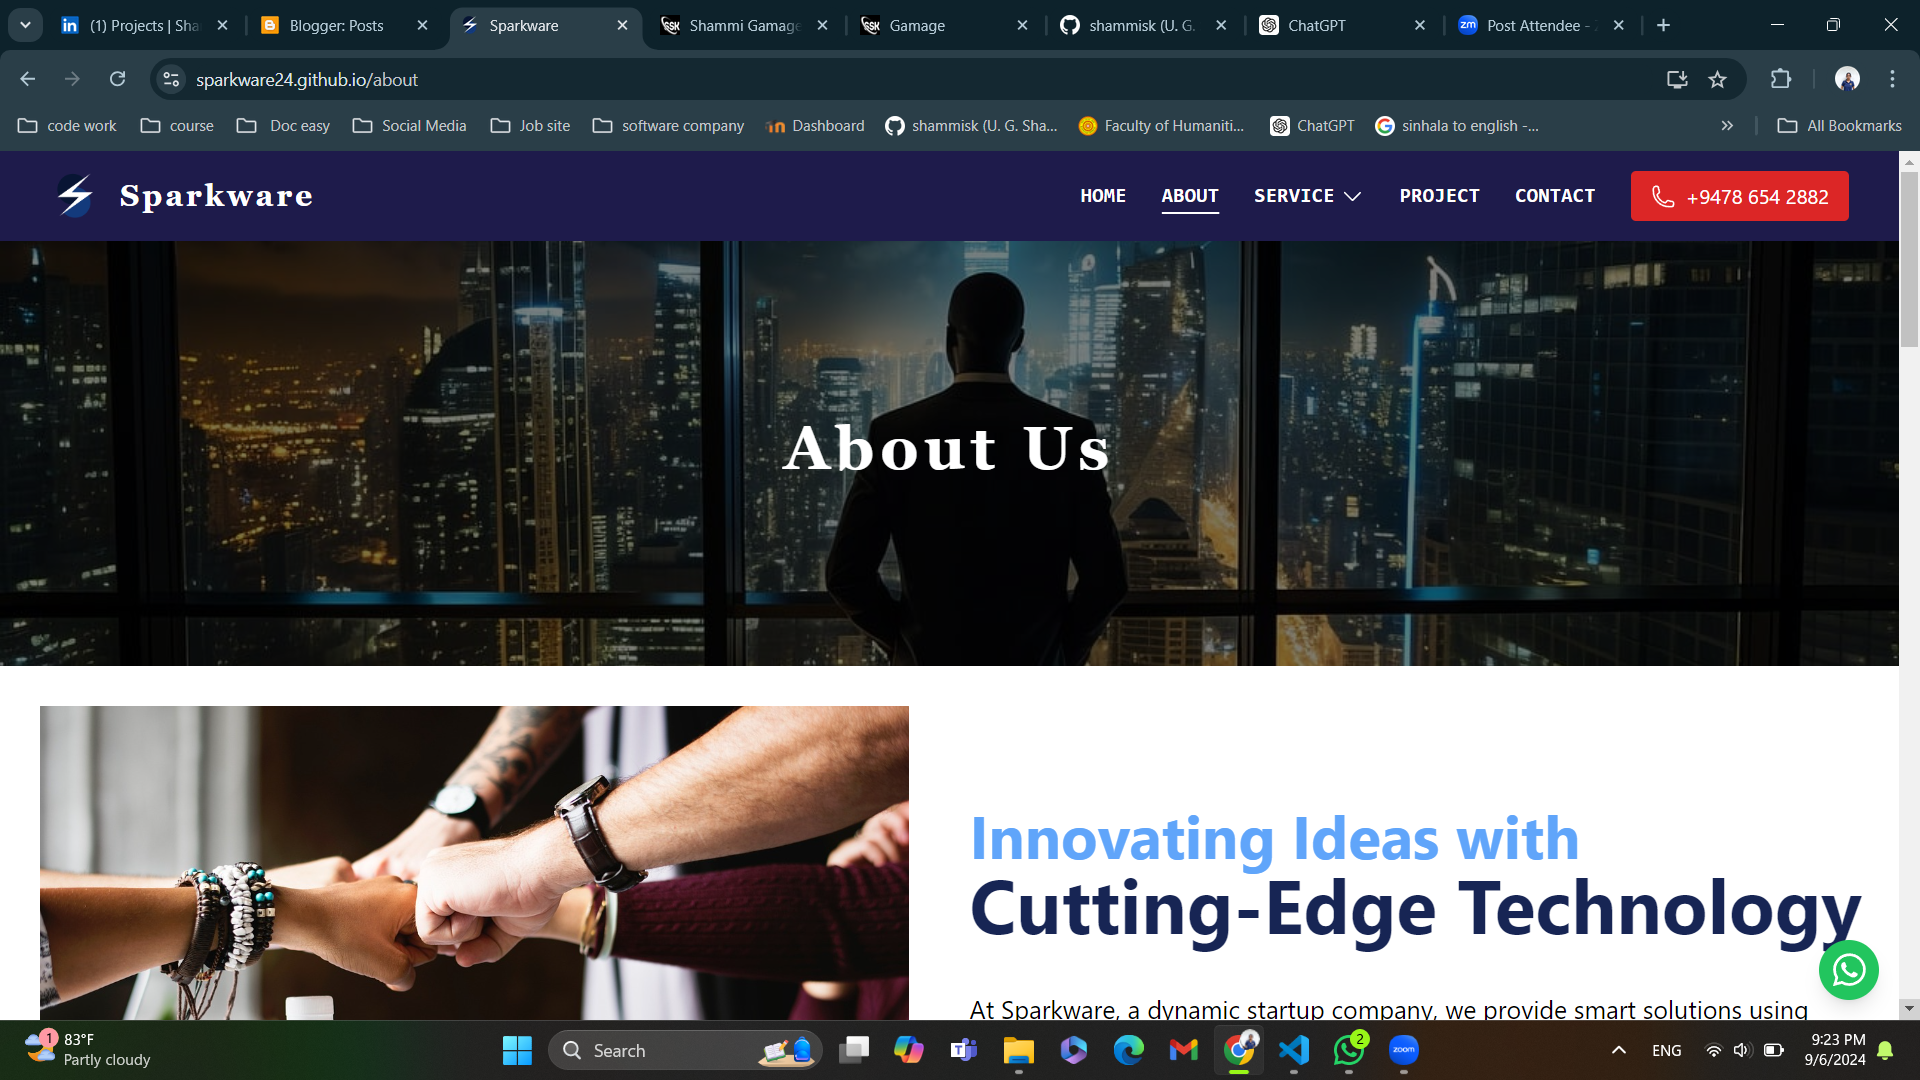 (1) Projects | Sha
Blogger: Posts
Sparkware
Shammi Gamage
Gamage
shammisk (U. G.
ChatGPT
Post Attendee -
sparkware24.github.io/about
code work
course
Doc easy
Social Media
Job site
software company
Dashboard
shammisk (U. G. Sha...
Faculty of Humaniti...
ChatGPT
sinhala to english -...
All Bookmarks
Sparkware
HOME
ABOUT
SERVICE
PROJECT
CONTACT
+9478 654 2882
About Us
Innovating Ideas with
Cutting-Edge Technology
At Sparkware, a dynamic startup company, we provide smart solutions using
1
83°F
Partly cloudy
Search
2
zoom
ENG
9:23 PM
9/6/2024